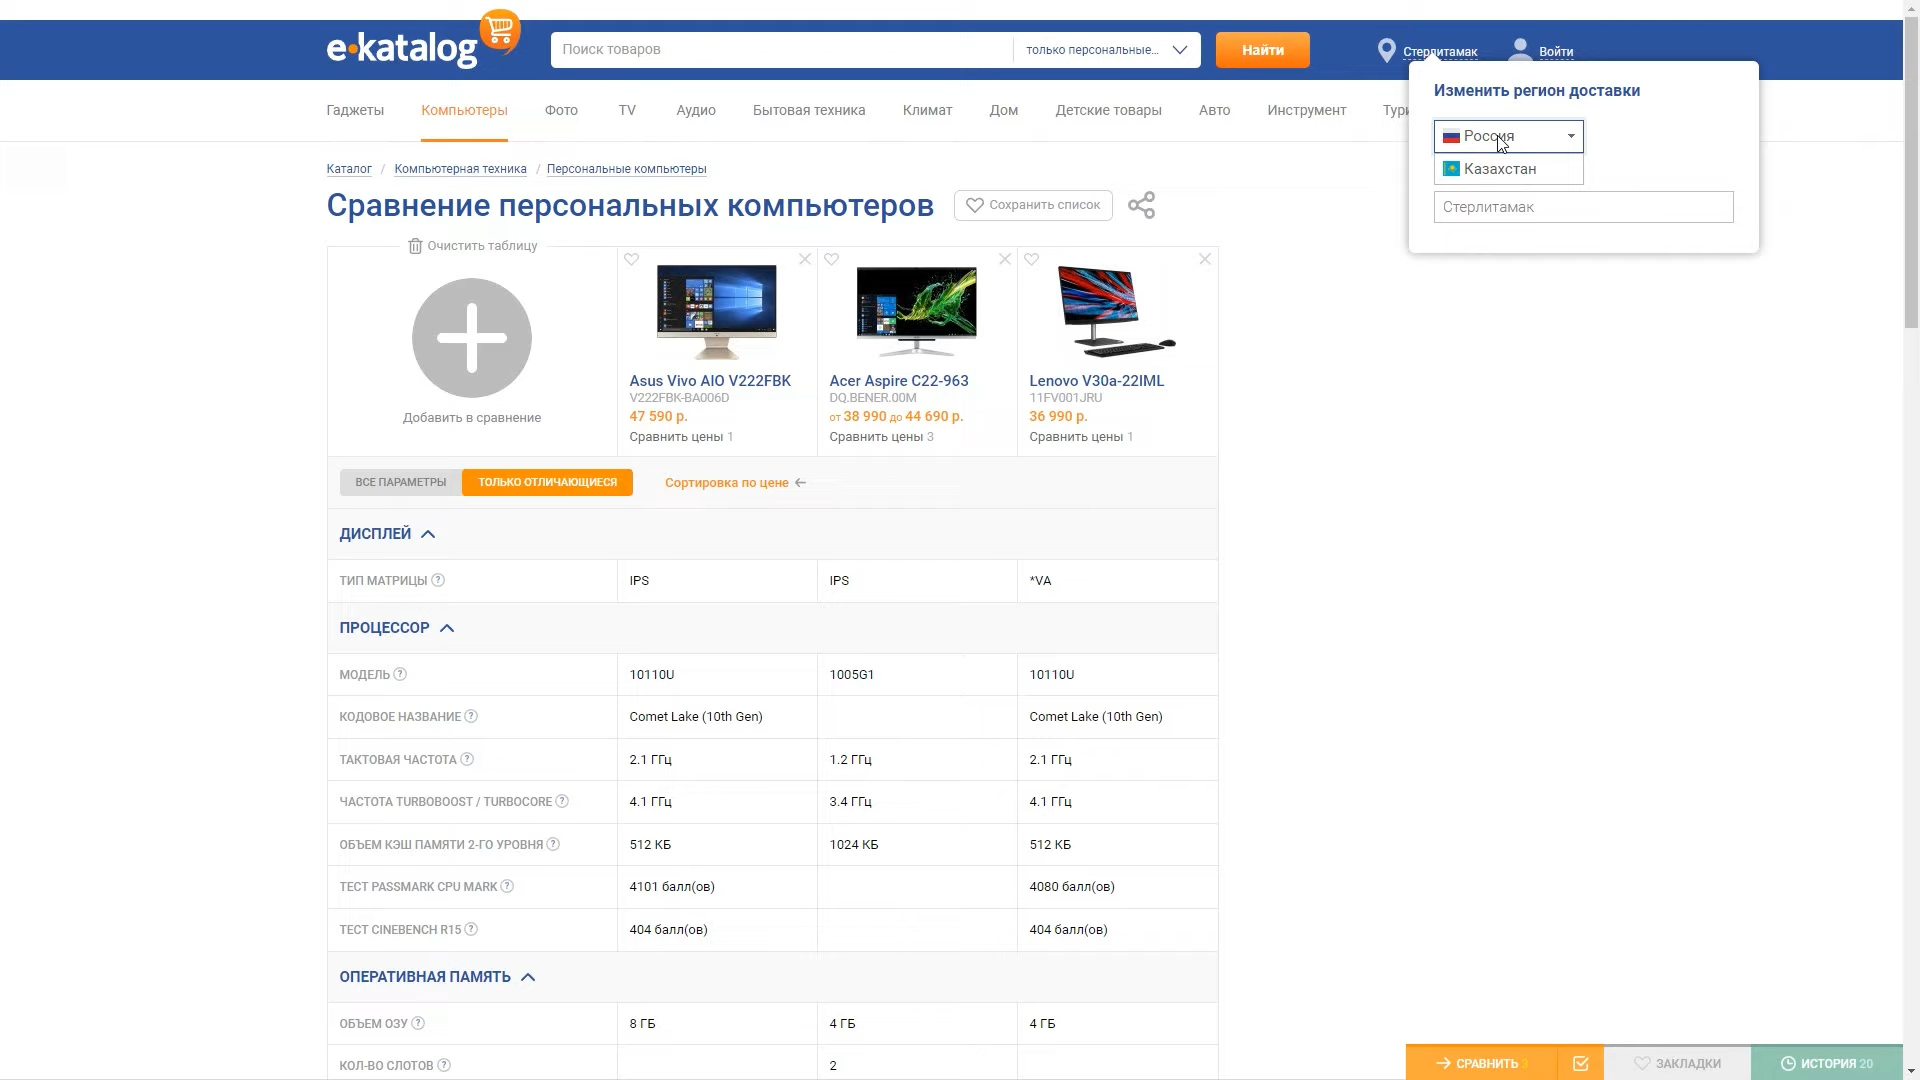 e·katalog
Поиск товаров
только персональные...
Найти
Стерлитамак
Войти
Изменить регион доставки
Россия
Казахстан
Стерлитамак
Гаджеты Компьютеры Фото TV Аудио Бытовая техника Климат Дом Детские товары Авто Инструмент Тури
Каталог / Компьютерная техника / Персональные компьютеры
Сравнение персональных компьютеров
Сохранить список
Очистить таблицу
Добавить в сравнение
Asus Vivo AIO V222FBK
V222FBK-BA006D
47 590 р.
Сравнить цены 1
Acer Aspire C22-963
DQ.BENER.00M
от 38 990 до 44 690 р.
Сравнить цены 3
Lenovo V30a-22IML
11FV001JRU
36 990 р.
Сравнить цены 1
ВСЕ ПАРАМЕТРЫ ТОЛЬКО ОТЛИЧАЮЩИЕСЯ Сортировка по цене ←
ДИСПЛЕЙ
ТИП МАТРИЦЫ ? IPS IPS *VA
ПРОЦЕССОР
МОДЕЛЬ ? 10110U 1005G1 10110U
КОДОВОЕ НАЗВАНИЕ ? Comet Lake (10th Gen) Comet Lake (10th Gen)
ТАКТОВАЯ ЧАСТОТА ? 2.1 ГГц 1.2 ГГц 2.1 ГГц
ЧАСТОТА TURBOBOOST / TURBOCORE ? 4.1 ГГц 3.4 ГГц 4.1 ГГц
ОБЪЕМ КЭШ ПАМЯТИ 2-ГО УРОВНЯ ? 512 КБ 1024 КБ 512 КБ
ТЕСТ PASSMARK CPU MARK ? 4101 балл(ов) 4080 балл(ов)
ТЕСТ CINEBENCH R15 ? 404 балл(ов) 404 балл(ов)
ОПЕРАТИВНАЯ ПАМЯТЬ
ОБЪЕМ ОЗУ ? 8 ГБ 4 ГБ 4 ГБ
КОЛ-ВО СЛОТОВ ? 2
→ СРАВНИТЬ ЗАКЛАДКИ ИСТОРИЯ 20